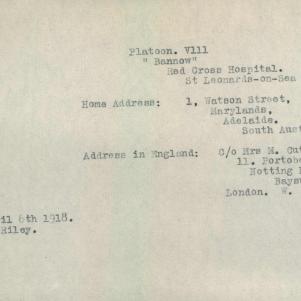 Platoon. V111
" Bannow"
Red Cross Hospital.
St Leonards-on-Sea
Home Address: 1, Watson Street,
Marylands,
Adelaide.
South Aust
Address in England: C/o Mrs M. Cut
11. Portobe
Notting
Bays
London. W.
il 6th 1918.
Riley.